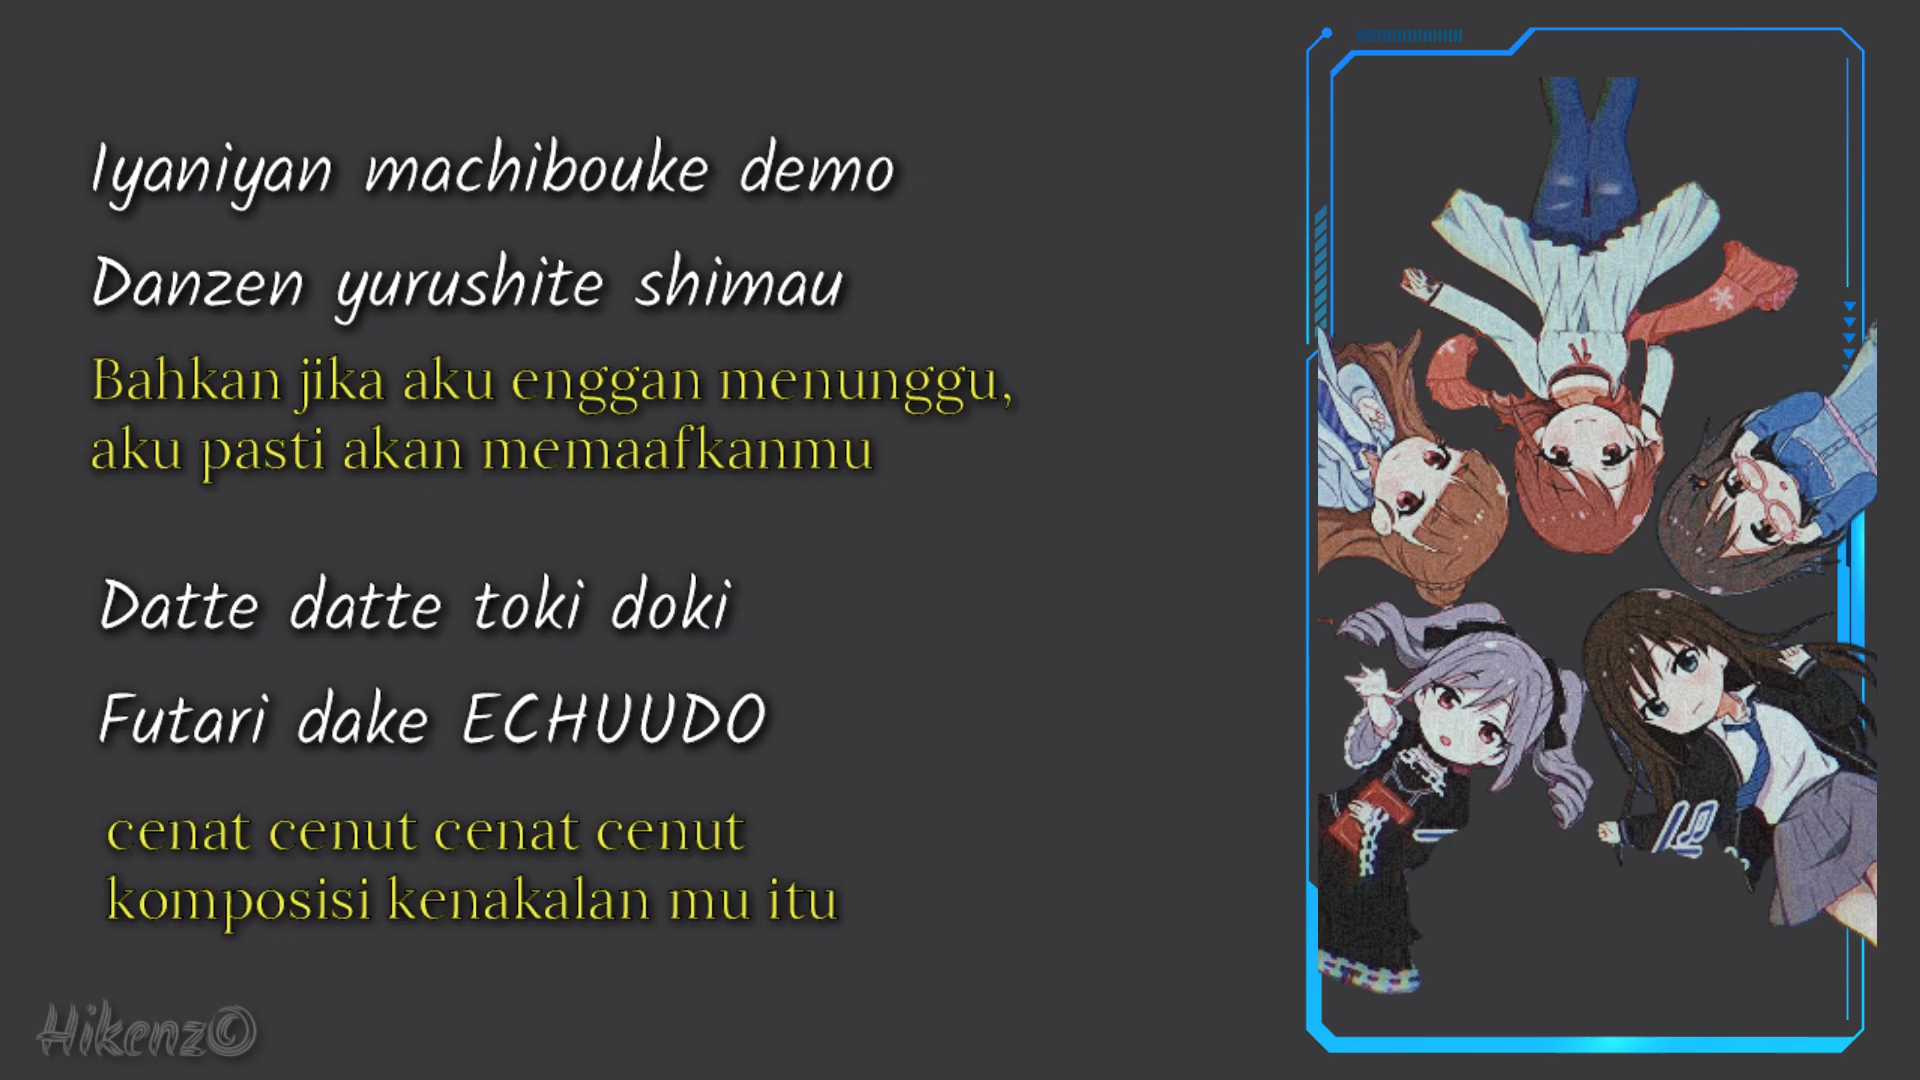 Iyaniyan machibouke demo
Danzen yurushite shimau
Bahkan jika aku enggan menunggu,
aku pasti akan memaafkanmu
Datte datte toki doki
Futari dake ECHUUDO
cenat cenut cenat cenut
komposisi kenakalan mu itu
Hikenz©